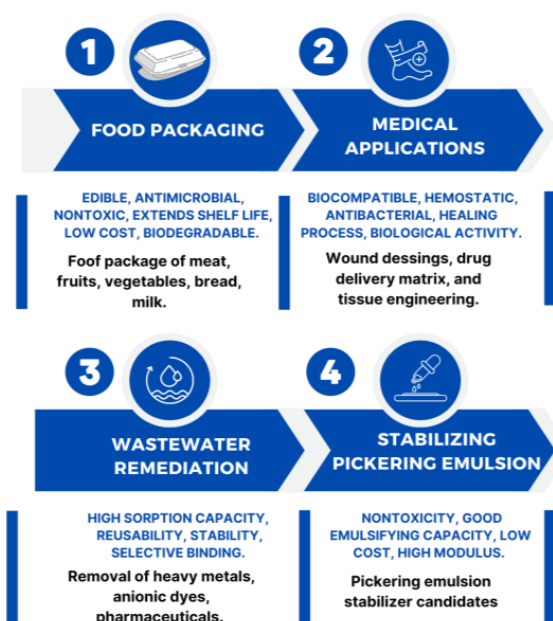 1
FOOD PACKAGING
EDIBLE, ANTIMICROBIAL,
NONTOXIC, EXTENDS SHELF LIFE,
LOW COST, BIODEGRADABLE.
Foof package of meat,
fruits, vegetables, bread,
milk.
2
MEDICAL
APPLICATIONS
BIOCOMPATIBLE, HEMOSTATIC,
ANTIBACTERIAL, HEALING
PROCESS, BIOLOGICAL ACTIVITY.
Wound dessings, drug
delivery matrix, and
tissue engineering.
3
WASTEWATER
REMEDIATION
HIGH SORPTION CAPACITY,
REUSABILITY, STABILITY,
SELECTIVE BINDING.
Removal of heavy metals,
anionic dyes,
pharmaceuticals.
4
STABILIZING
PICKERING EMULSION
NONTOXICITY, GOOD
EMULSIFYING CAPACITY, LOW
COST, HIGH MODULUS.
Pickering emulsion
stabilizer candidates